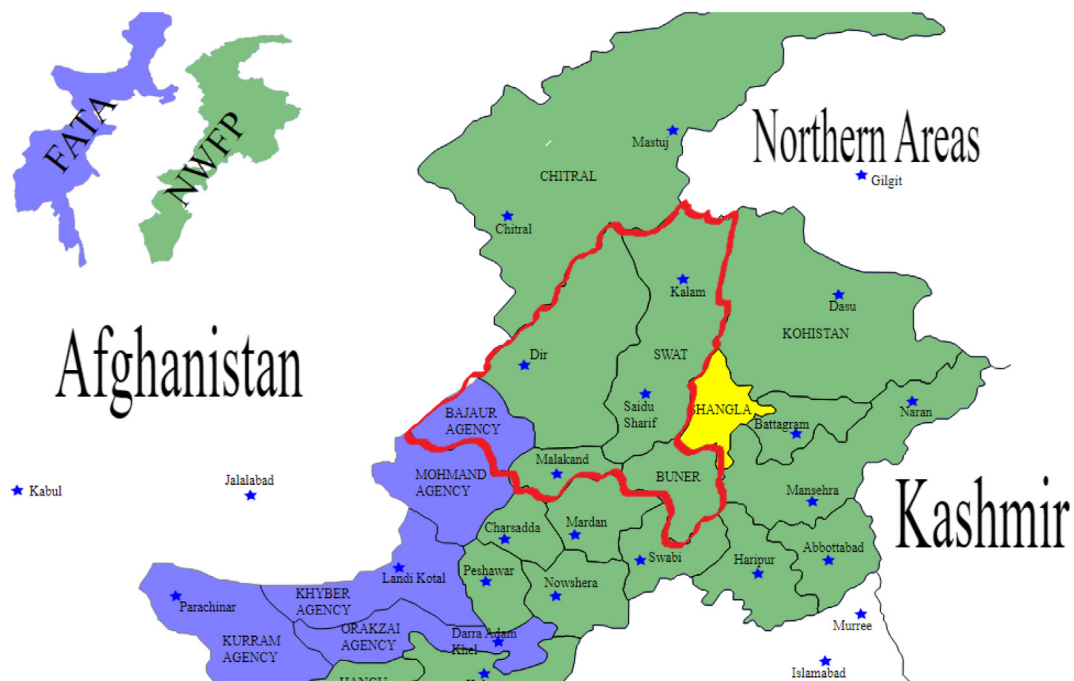 FATA
NWFP
Northern Areas
Mastuj
Gilgit
CHITRAL
Chitral
Kalam
Dasu
KOHISTAN
Afghanistan
Dir
SWAT
Saidu
Sharif
SHANGLA
Naran
Battagram
BAJAUR
AGENCY
Malakand
BUNER
MOHMAND
AGENCY
Kabul
Jalalabad
Mansehra
Kashmir
Charsadda
Mardan
Swabi
Haripur
Abbottabad
Landi Kotal
Peshawar
Nowshera
Parachinar
KHYBER
AGENCY
Murree
KURRAM
AGENCY
ORAKZAI
AGENCY
Darra Adam
Khel
Islamabad